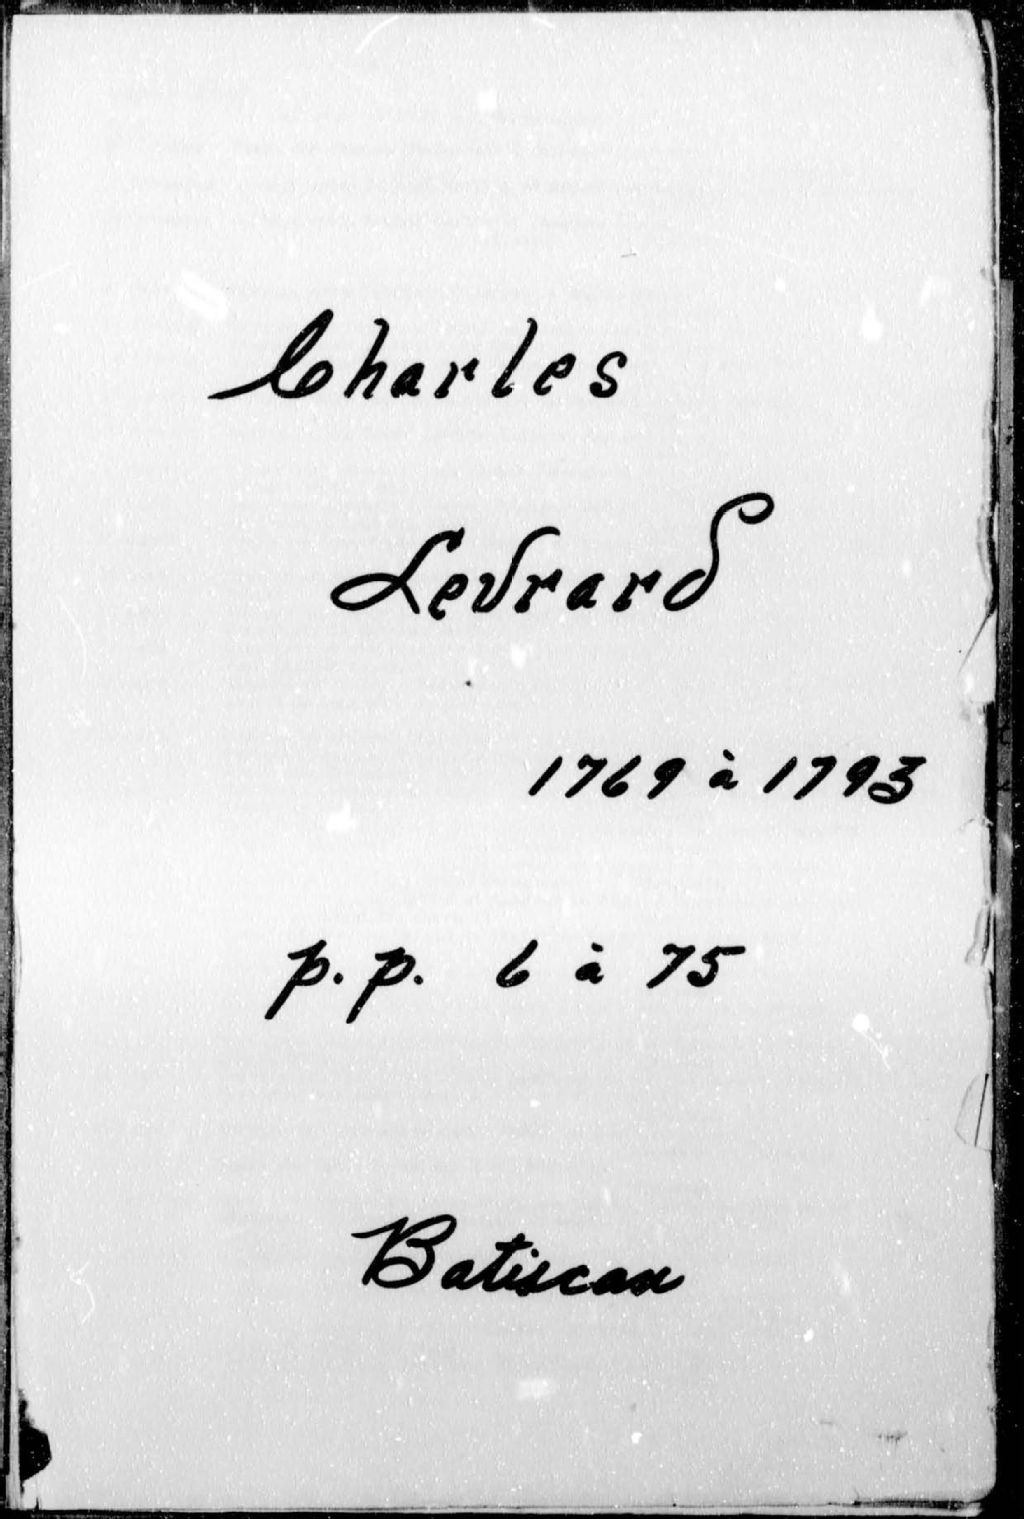 Charles
Levrard
1769 à 1793
p.p. 6 à 75
Batiscan